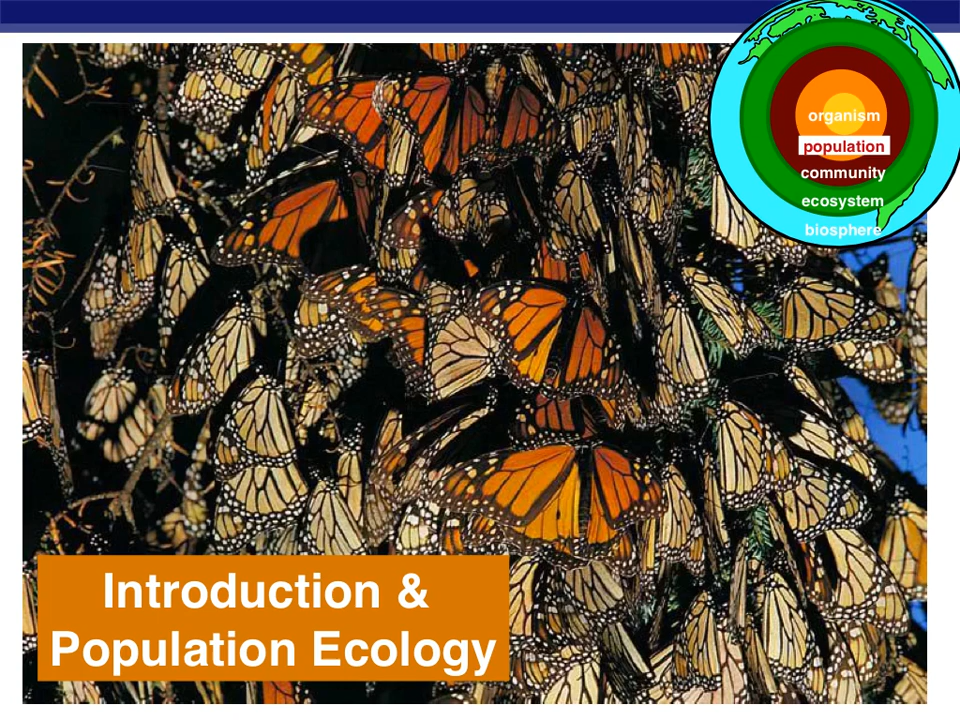 organism
population
community
ecosystem
biosphere
Introduction &
Population Ecology